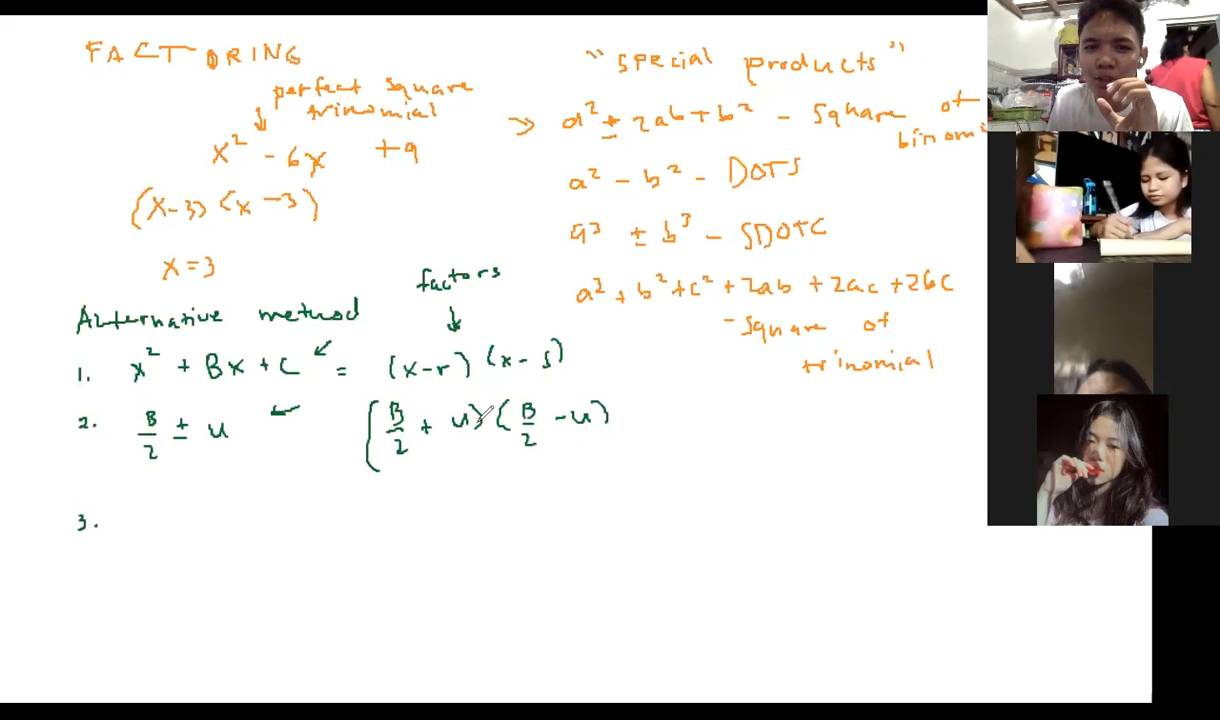 FACTORING
perfect square
trinomial
x² - 6x +9
(x-3) (x-3)
x=3
"special products"
a² ± 2ab + b² - square of
binomi
a² - b² - DOTS
a³ ± b³ - SDOTC
a² + b² + c² + 2ab + 2ac + 2bc
- square of
trinomial
Alternative method
factors
1. x² + Bx + C = (x-r) (x-s)
2. B/2 ± u (B/2 + u) (B/2 - u)
3.